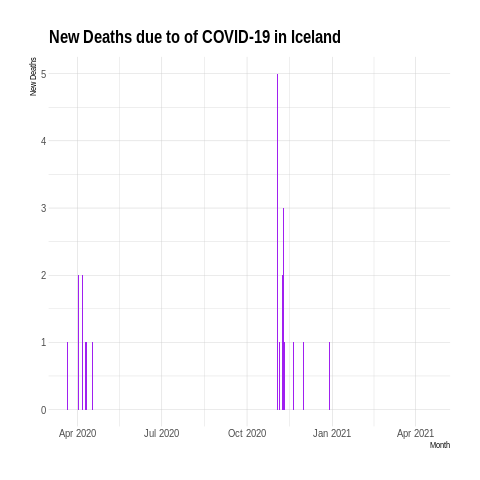 New Deaths due to of COVID-19 in Iceland
New Deaths
5
4
3
2
1
0
Apr 2020 Jul 2020 Oct 2020 Jan 2021 Apr 2021
Month